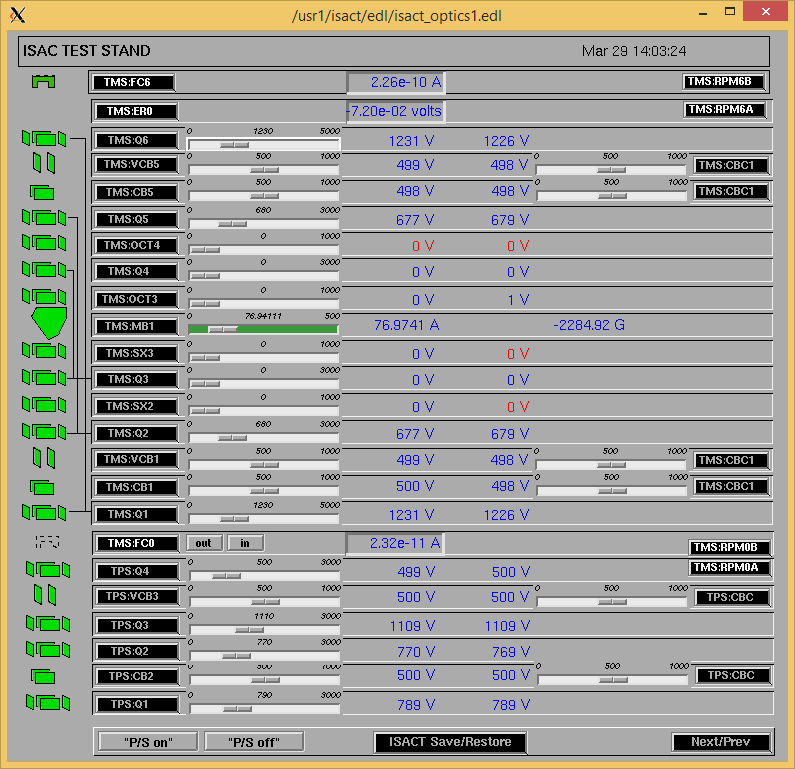 /usr1/isact/edl/isact_optics1.edl
ISAC TEST STAND Mar 29 14:03:24
TMS:FC6 2.26e-10 A TMS:RPM6B
TMS:ER0 -7.20e-02 volts TMS:RPM6A
TMS:Q6 0 1230 5000 1231 V 1226 V
TMS:VCB5 0 500 1000 499 V 498 V 0 500 1000 TMS:CBC1
TMS:CB5 0 500 1000 498 V 498 V 0 500 1000 TMS:CBC1
TMS:Q5 0 680 3000 677 V 679 V
TMS:OCT4 0 0 1000 0 V 0 V
TMS:Q4 0 0 3000 0 V 0 V
TMS:OCT3 0 0 1000 0 V 1 V
TMS:MB1 0 76.94111 500 76.9741 A -2284.92 G
TMS:SX3 0 0 1000 0 V 0 V
TMS:Q3 0 0 3000 0 V 0 V
TMS:SX2 0 0 1000 0 V 0 V
TMS:Q2 0 680 3000 677 V 679 V
TMS:VCB1 0 500 1000 499 V 498 V 0 500 1000 TMS:CBC1
TMS:CB1 0 500 1000 500 V 498 V 0 500 1000 TMS:CBC1
TMS:Q1 0 1230 5000 1231 V 1226 V
TMS:FC0 out in 2.32e-11 A TMS:RPM0B
TMS:RPM0A
TPS:Q4 0 500 3000 499 V 500 V
TPS:VCB3 0 500 1000 500 V 500 V 0 500 1000 TPS:CBC
TPS:Q3 0 1110 3000 1109 V 1109 V
TPS:Q2 0 770 3000 770 V 769 V
TPS:CB2 0 500 1000 500 V 500 V 0 500 1000 TPS:CBC
TPS:Q1 0 790 3000 789 V 789 V
"P/S on" "P/S off" ISACT Save/Restore Next/Prev